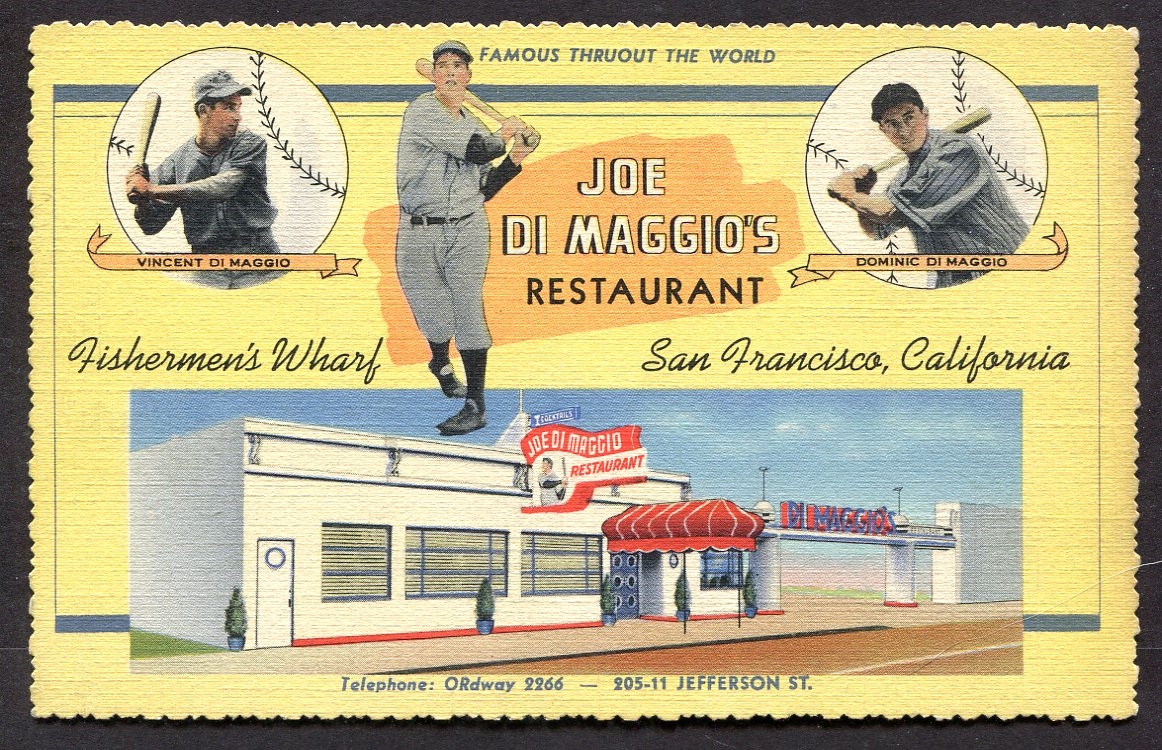 FAMOUS THRUOUT THE WORLD
JOE
DI MAGGIO'S
RESTAURANT
VINCENT DI MAGGIO
DOMINIC DI MAGGIO
Fishermen's Wharf
San Francisco, California
COCKTAILS
JOE DI MAGGIO
RESTAURANT
DI MAGGIO'S
Telephone: ORdway 2266 — 205-11 JEFFERSON ST.